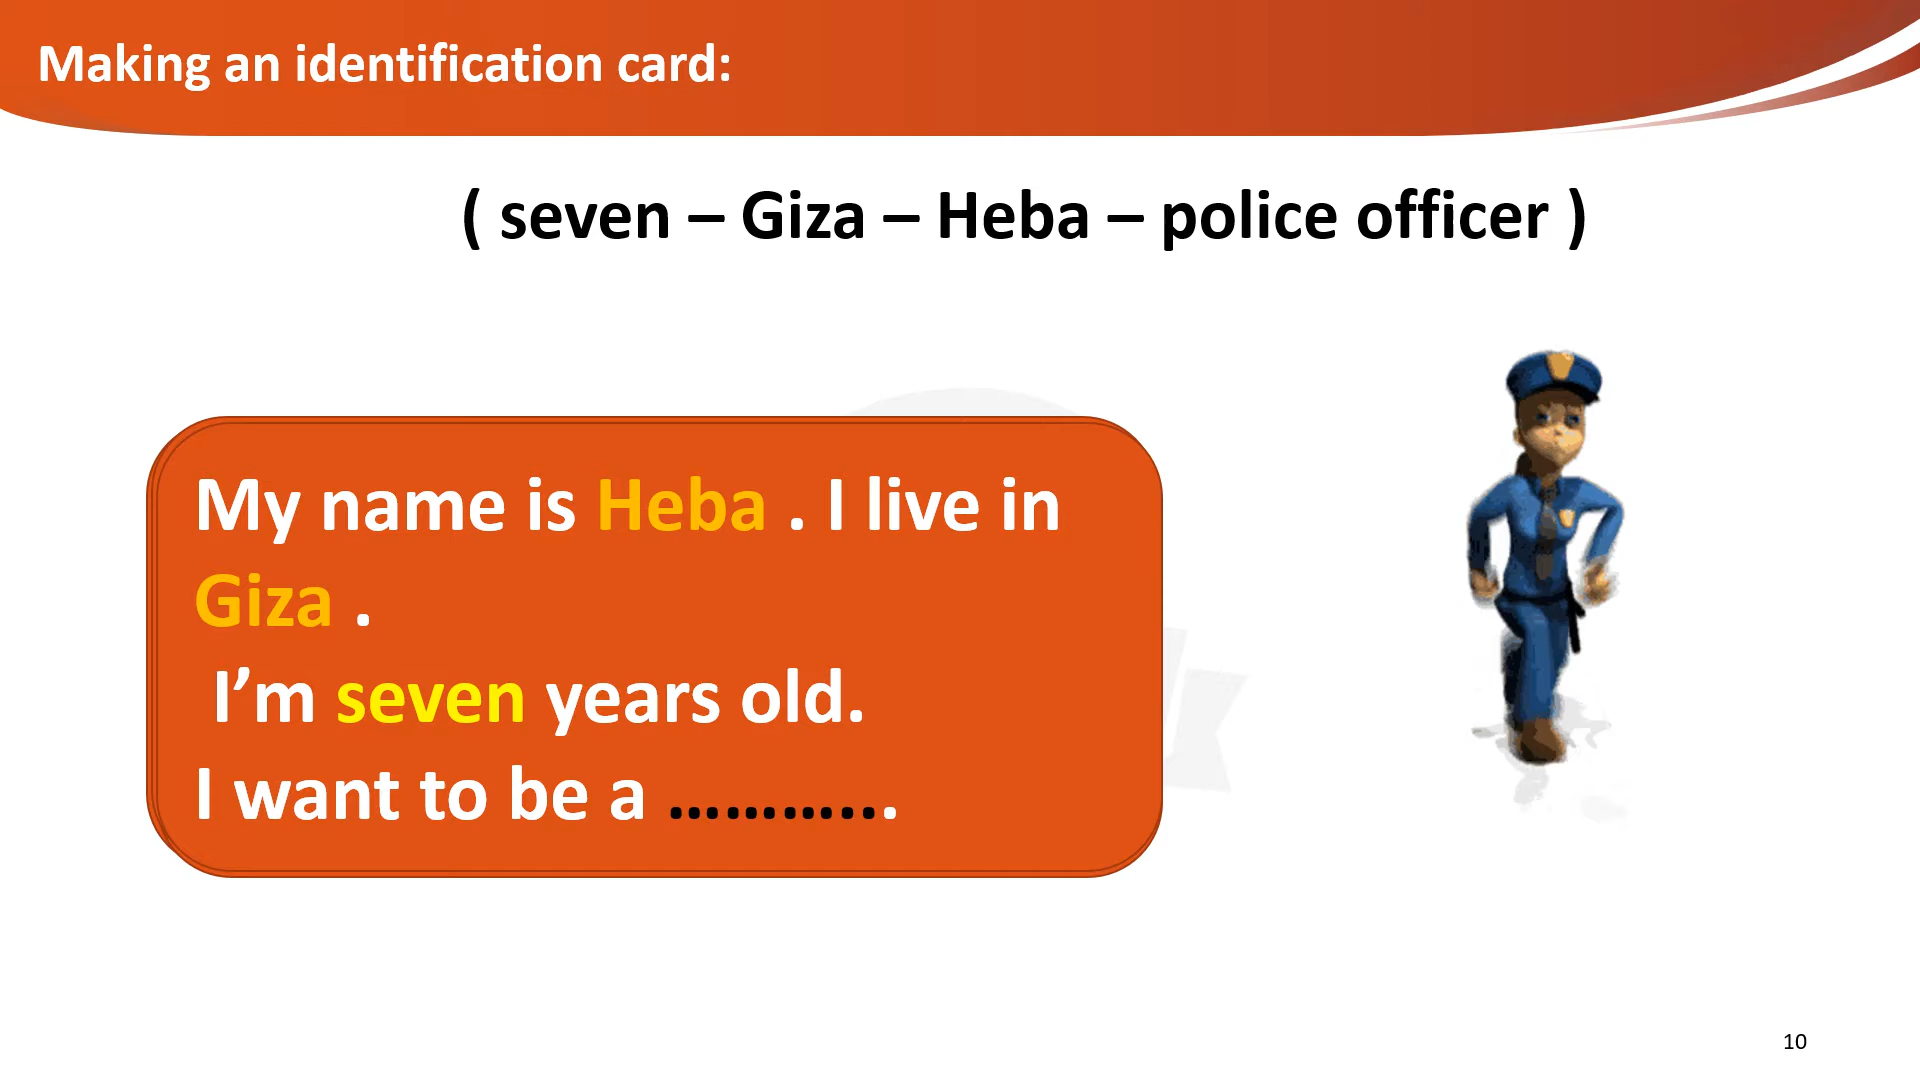 Making an identification card:
( seven – Giza – Heba – police officer )
My name is Heba . I live in
Giza .
I’m seven years old.
I want to be a ………...​.
10